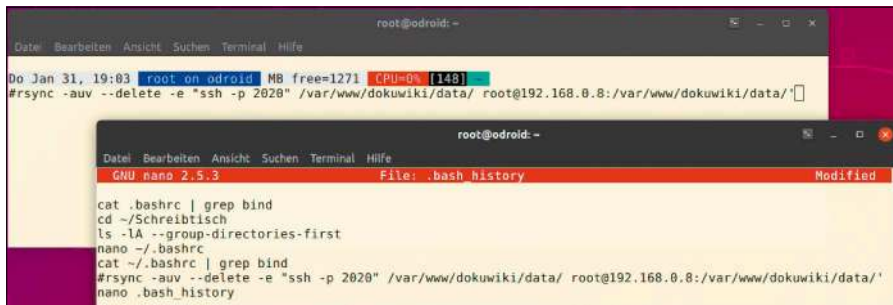 root@odroid: ~
Datei Bearbeiten Ansicht Suchen Terminal Hilfe
Do Jan 31, 19:03 root on odroid MB free=1271 CPU=0% [148] ~
#rsync -auv --delete -e "ssh -p 2020" /var/www/dokuwiki/data/ root@192.168.0.8:/var/www/dokuwiki/data/'
root@odroid: ~
Datei Bearbeiten Ansicht Suchen Terminal Hilfe
GNU nano 2.5.3 File: .bash_history Modified
cat .bashrc | grep bind
cd ~/Schreibtisch
ls -lA --group-directories-first
nano ~/.bashrc
cat ~/.bashrc | grep bind
#rsync -auv --delete -e "ssh -p 2020" /var/www/dokuwiki/data/ root@192.168.0.8:/var/www/dokuwiki/data/'
nano .bash_history